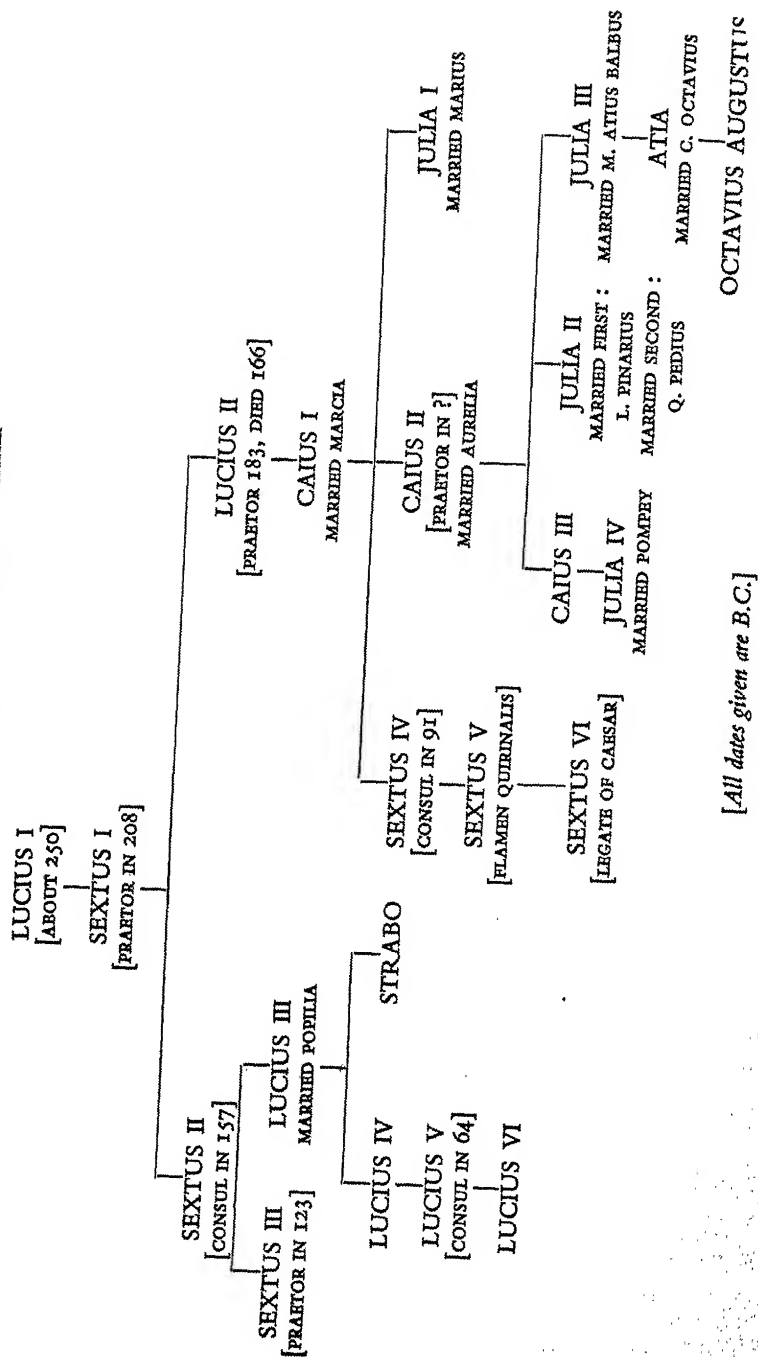 LUCIUS I
[ABOUT 250]
SEXTUS I
[PRAETOR IN 208]
SEXTUS II
[CONSUL IN 157]
LUCIUS II
[PRAETOR 183, DIED 166]
SEXTUS III
[PRAETOR IN 123]
LUCIUS III
MARRIED POPILIA
CAIUS I
MARRIED MARCIA
LUCIUS IV
STRABO
SEXTUS IV
[CONSUL IN 91]
CAIUS II
[PRAETOR IN ?]
MARRIED AURELIA
JULIA I
MARRIED MARIUS
LUCIUS V
[CONSUL IN 64]
SEXTUS V
[FLAMEN QUIRINALIS]
LUCIUS VI
SEXTUS VI
[LEGATE OF CAESAR]
CAIUS III
JULIA IV
MARRIED POMPEY
JULIA II
MARRIED FIRST :
L. PINARIUS
MARRIED SECOND :
Q. PEDIUS
JULIA III
MARRIED M. ATIUS BALBUS
ATIA
MARRIED C. OCTAVIUS
OCTAVIUS AUGUSTUS
[All dates given are B.C.]